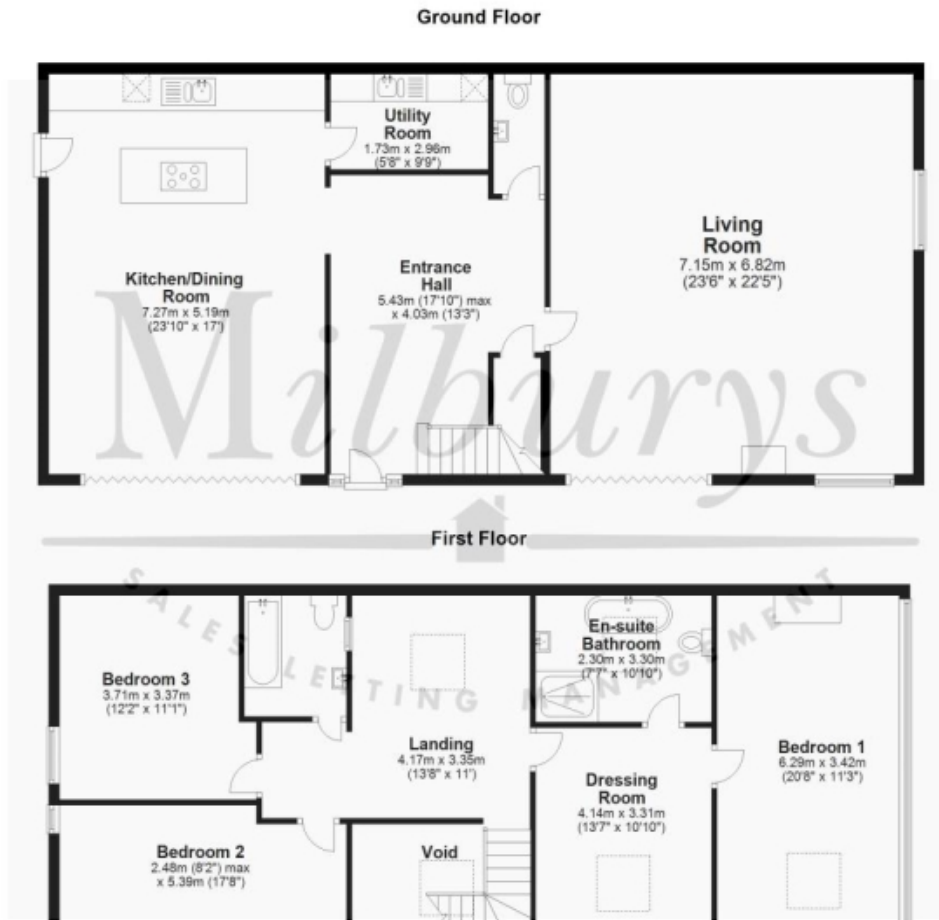 Ground Floor
Utility
Room
1.73m x 2.96m
(5'8" x 9'9")
Living
Room
7.15m x 6.82m
(23'6" x 22'5")
Kitchen/Dining
Room
7.27m x 5.19m
(23'10" x 17')
Entrance
Hall
5.43m (17'10") max
x 4.03m (13'3")
Milburys
First Floor
SALES LETTING MANAGEMENT
En-suite
Bathroom
2.30m x 3.30m
(7'7" x 10'10")
Bedroom 3
3.71m x 3.37m
(12'2" x 11'1")
Landing
4.17m x 3.35m
(13'8" x 11')
Bedroom 1
6.29m x 3.42m
(20'8" x 11'3")
Dressing
Room
4.14m x 3.31m
(13'7" x 10'10")
Bedroom 2
2.48m (8'2") max
x 5.39m (17'8")
Void